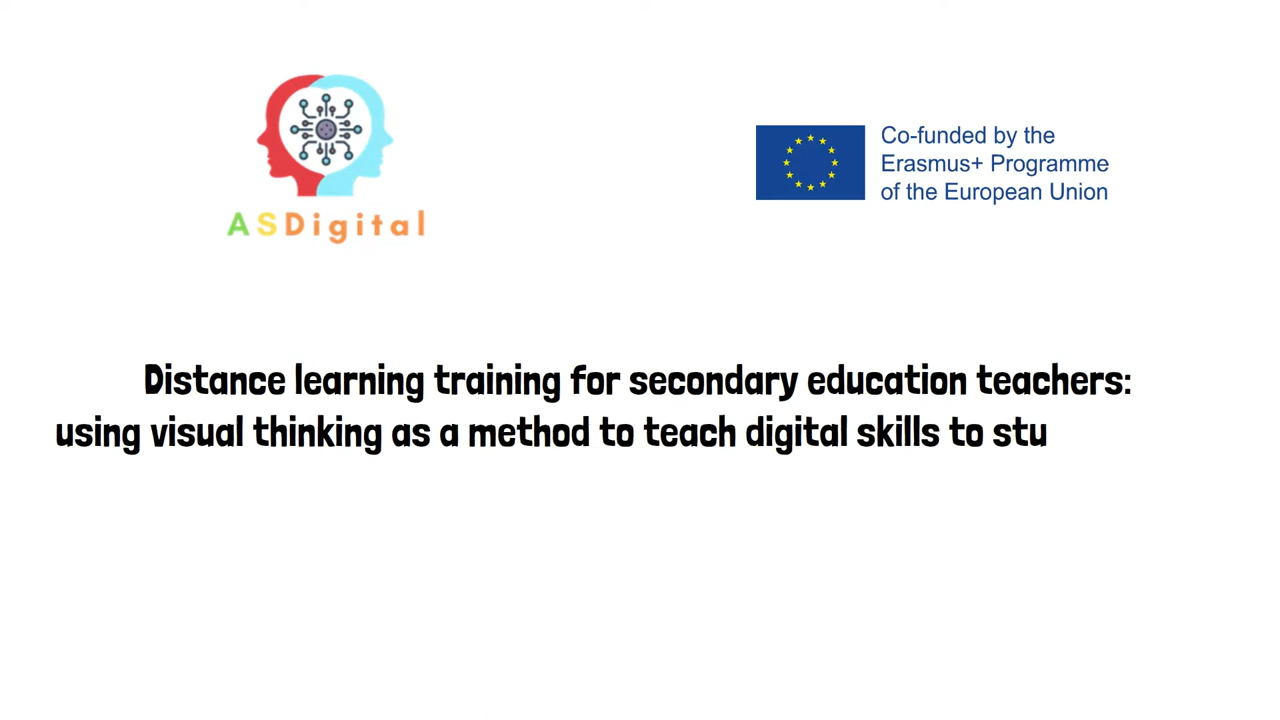 ASDigital
Co-funded by the
Erasmus+ Programme
of the European Union
Distance learning training for secondary education teachers:
using visual thinking as a method to teach digital skills to stu